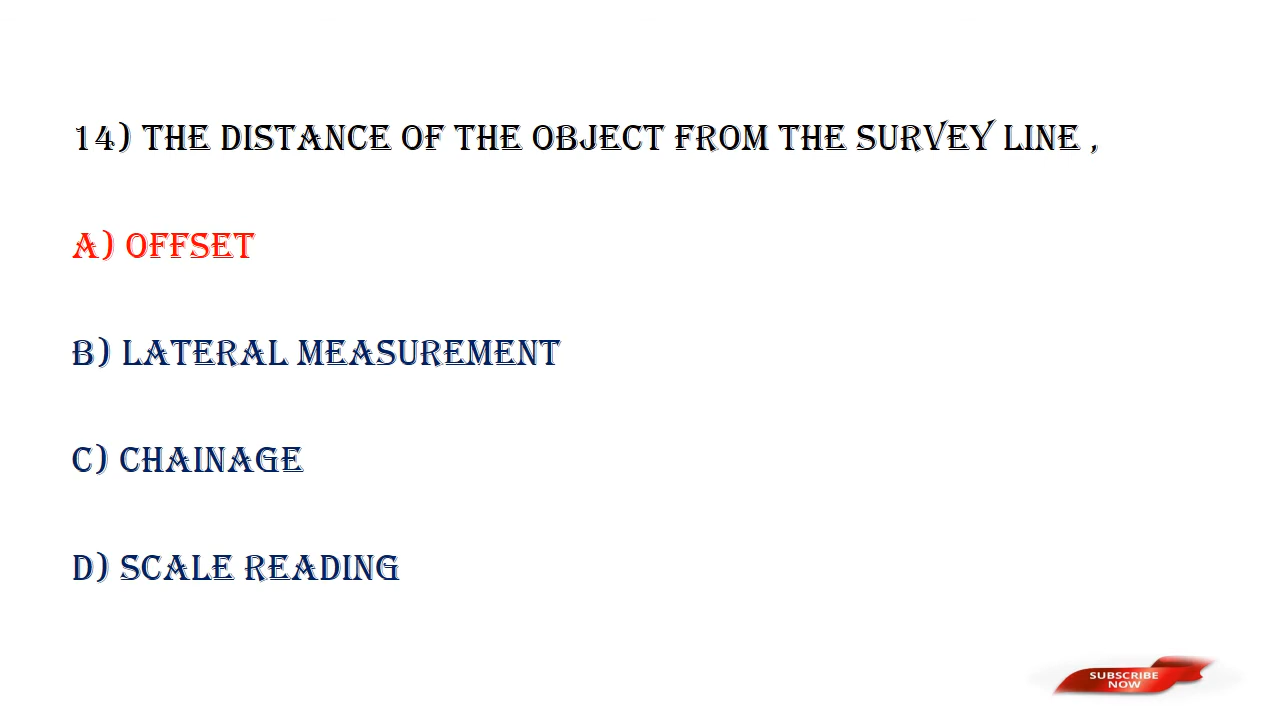 14) THE DISTANCE OF THE OBJECT FROM THE SURVEY LINE ,
A) OFFSET
B) LATERAL MEASUREMENT
C) CHAINAGE
D) SCALE READING
SUBSCRIBE
NOW